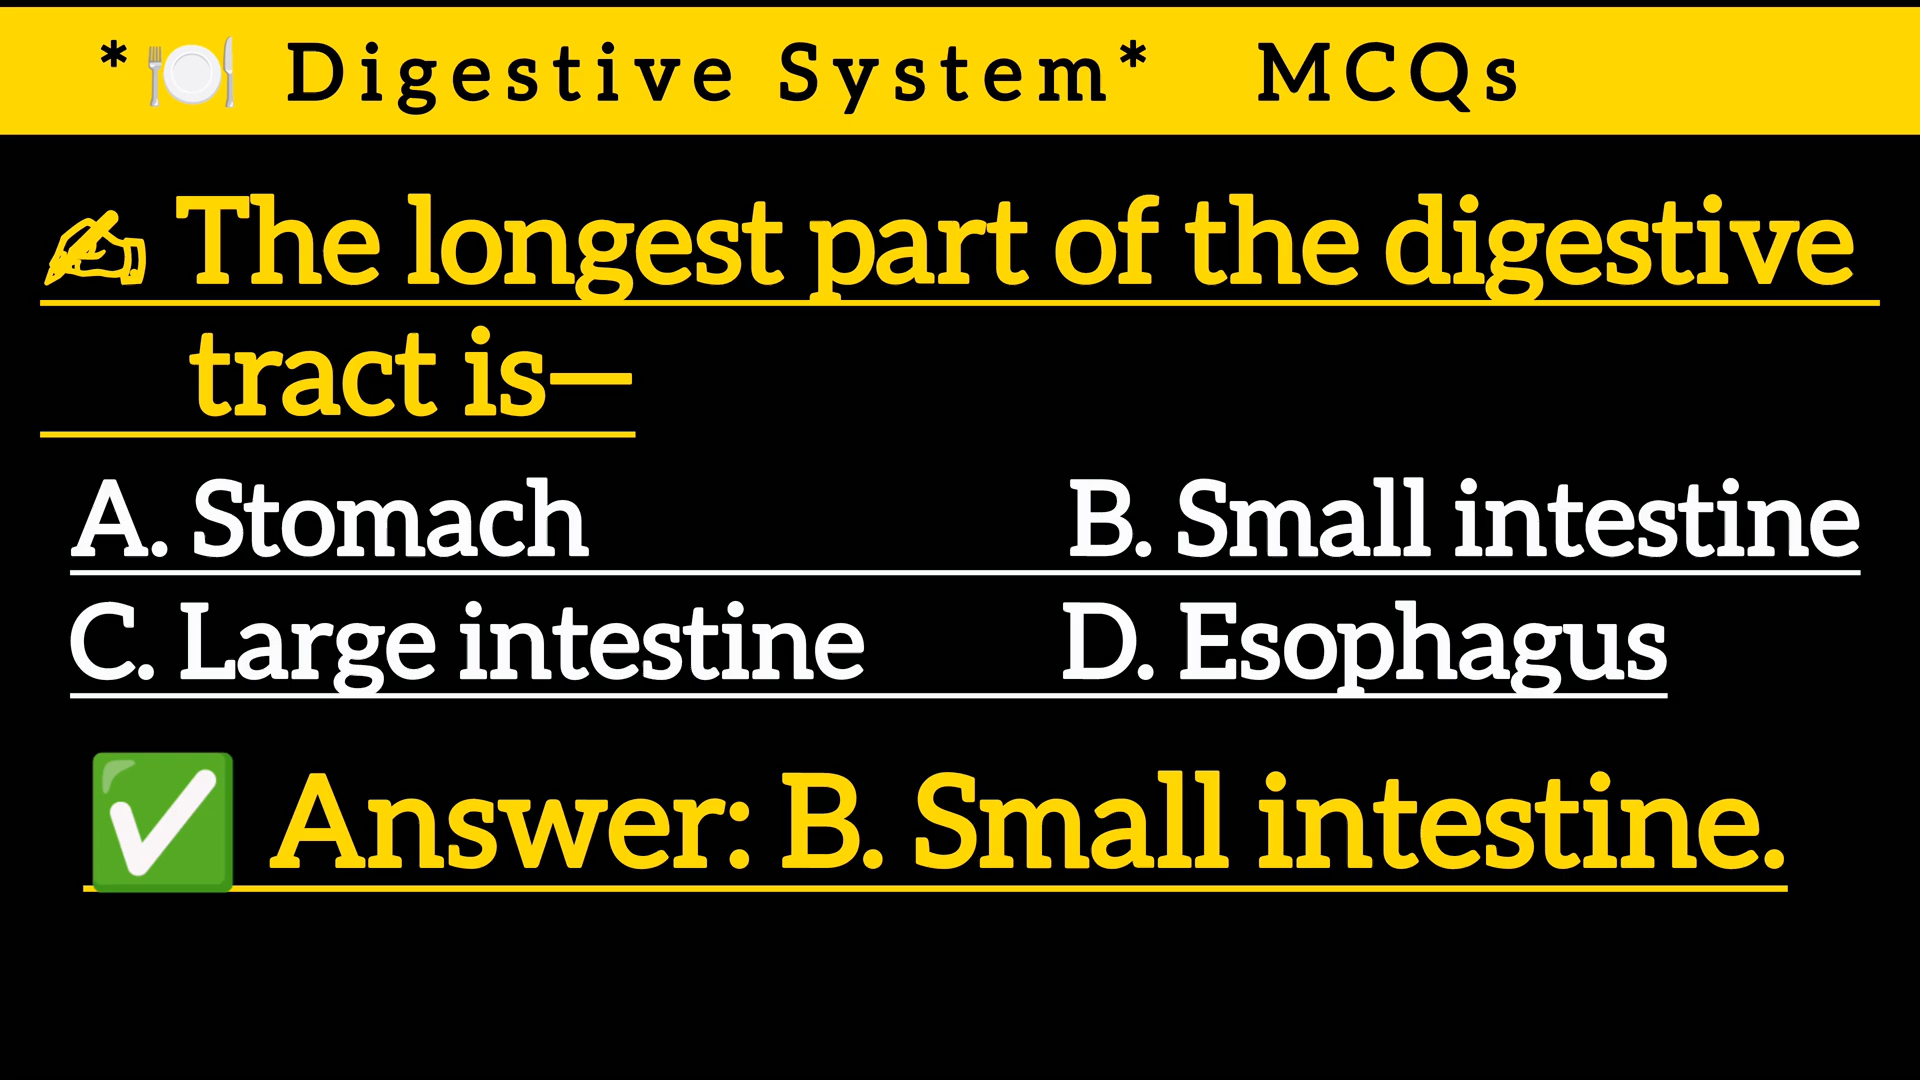 *🍽️ Digestive System* MCQs
✍ The longest part of the digestive
tract is—
A. Stomach B. Small intestine
C. Large intestine D. Esophagus
✅ Answer: B. Small intestine.